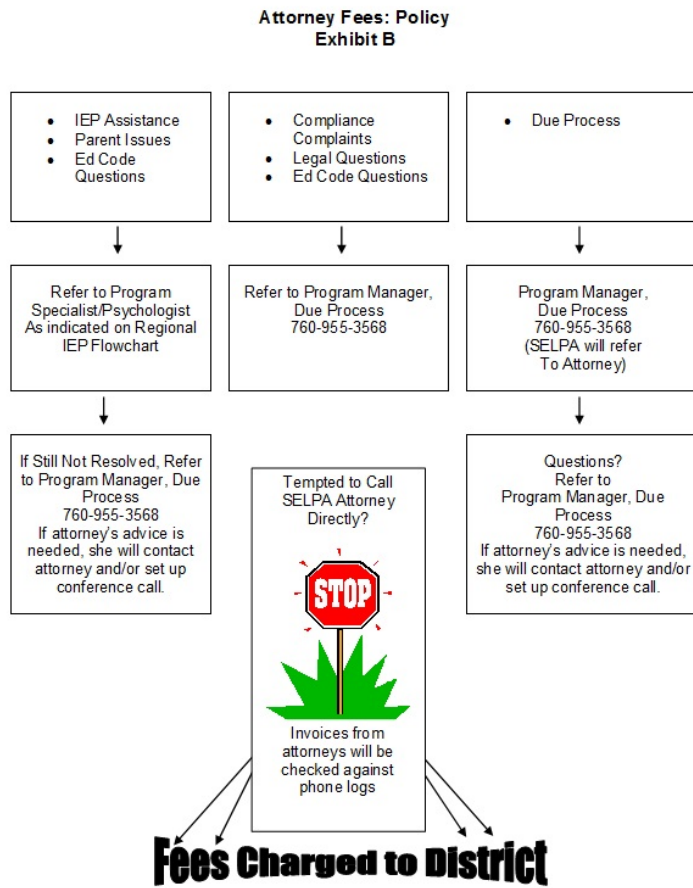 Attorney Fees: Policy
Exhibit B
• IEP Assistance
• Parent Issues
• Ed Code
Questions
• Compliance
Complaints
• Legal Questions
• Ed Code Questions
• Due Process
Refer to Program
Specialist/Psychologist
As indicated on Regional
IEP Flowchart
Refer to Program Manager,
Due Process
760-955-3568
Program Manager,
Due Process
760-955-3568
(SELPA will refer
To Attorney)
If Still Not Resolved, Refer
to Program Manager, Due
Process
760-955-3568
If attorney's advice is
needed, she will contact
attorney and/or set up
conference call.
Tempted to Call
SELPA Attorney
Directly?
STOP
Invoices from
attorneys will be
checked against
phone logs
Questions?
Refer to
Program Manager, Due
Process
760-955-3568
If attorney's advice is needed,
she will contact attorney and/or
set up conference call.
Fees Charged to District